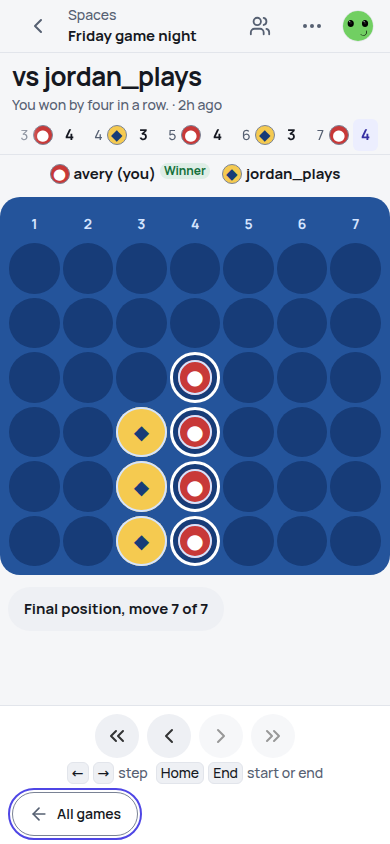 Spaces
Friday game night
vs jordan_plays
You won by four in a row. · 2h ago
3 4 4 3 5 4 6 3 7 4
avery (you) Winner jordan_plays
1 2 3 4 5 6 7
Final position, move 7 of 7
← → step Home End start or end
All games